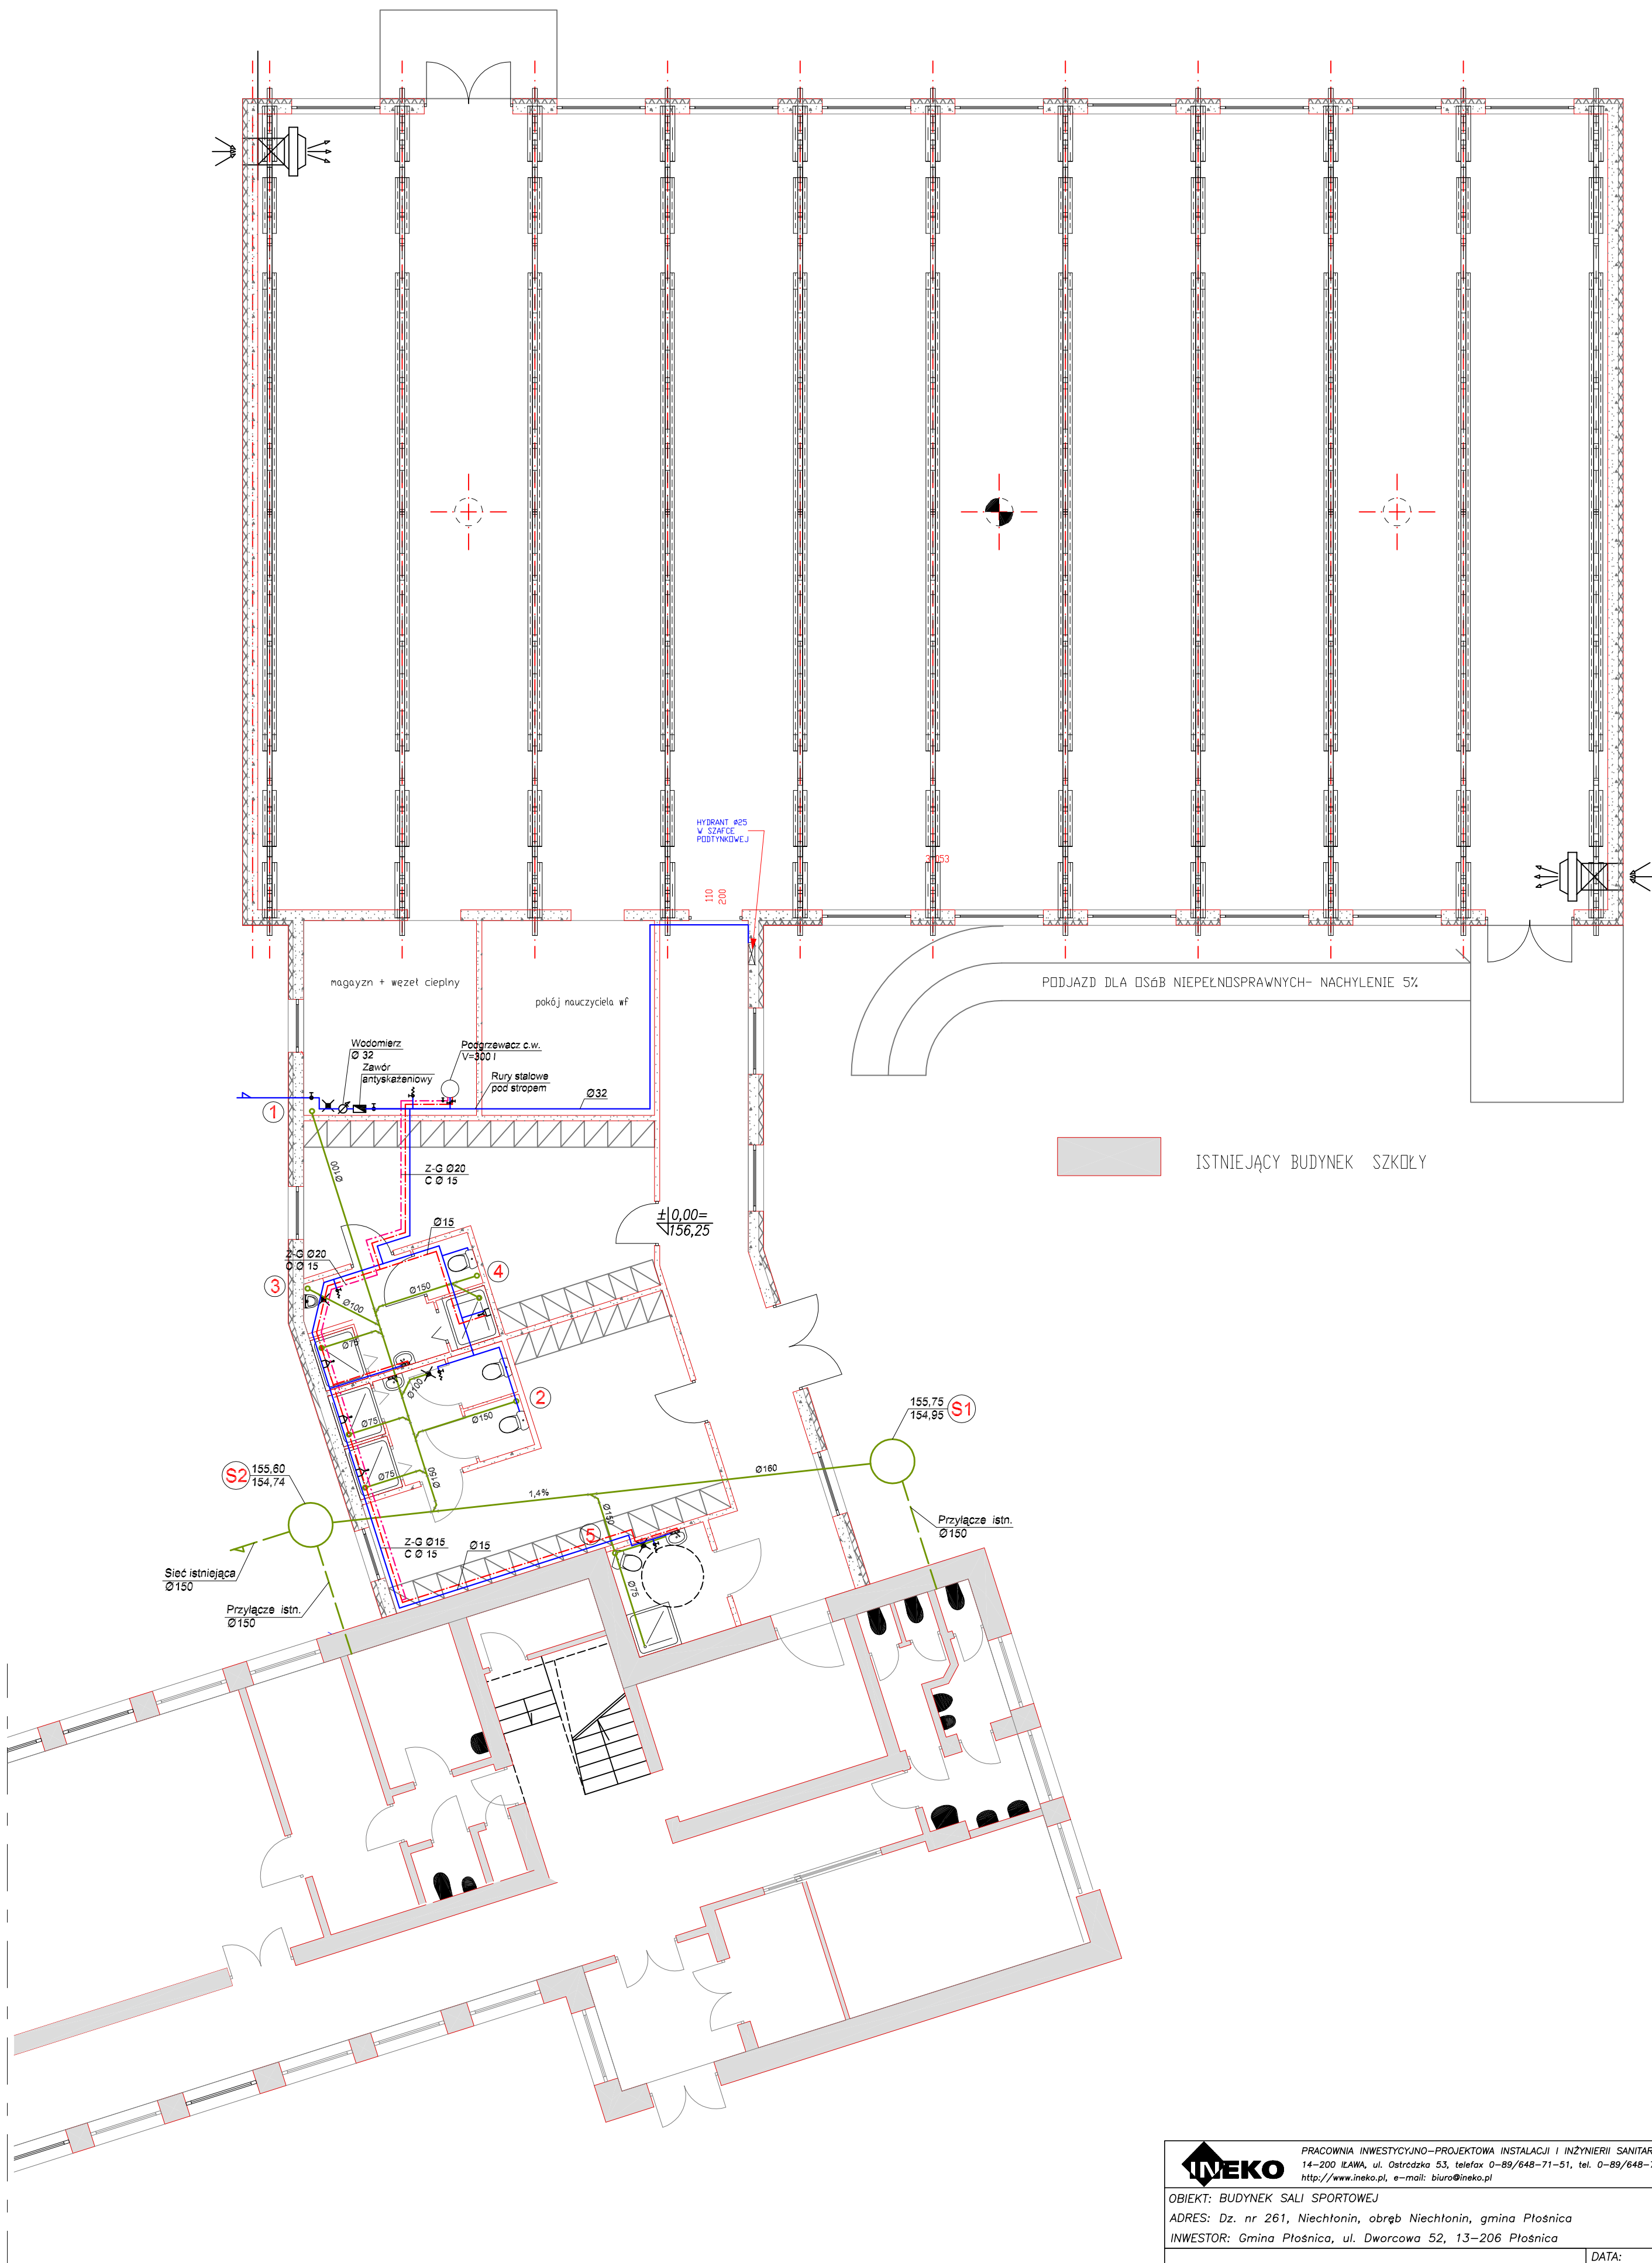 HYDRANT Ø25
W SZAFCE
PODTYNKOWEJ
110
200
magayzn + węzeł cieplny
pokój nauczyciela wf
PODJAZD DLA OSÓB NIEPEŁNOSPRAWNYCH- NACHYLENIE 5%
Wodomierz
Ø 32
Zawór
antyskażeniowy
Podgrzewacz c.w.
V=300 l
Rury stalowe
pod stropem
Ø32
1
ISTNIEJĄCY BUDYNEK SZKOŁY
Ø100
Z-G Ø20
C Ø 15
±0,00=
156,25
Ø15
Z-G Ø20
3
4
Ø150
Ø100
Ø75
Ø100
2
Ø75
Ø150
155,75
154,95
S1
S2
155,60
154,74
Ø75
Ø150
Ø160
1,4%
Ø150
5
Przyłącze istn.
Ø150
Z-G Ø15
C Ø 15
Ø15
Sieć istniejąca
Ø150
Ø75
Przyłącze istn.
Ø150
INEKO
PRACOWNIA INWESTYCYJNO-PROJEKTOWA INSTALACJI I INŻYNIERII SANITAR
14-200 IŁAWA, ul. Ostródzka 53, telefax 0-89/648-71-51, tel. 0-89/648-7
http://www.ineko.pl, e-mail: biuro@ineko.pl
OBIEKT: BUDYNEK SALI SPORTOWEJ
ADRES: Dz. nr 261, Niechłonin, obręb Niechłonin, gmina Płośnica
INWESTOR: Gmina Płośnica, ul. Dworcowa 52, 13-206 Płośnica
DATA: